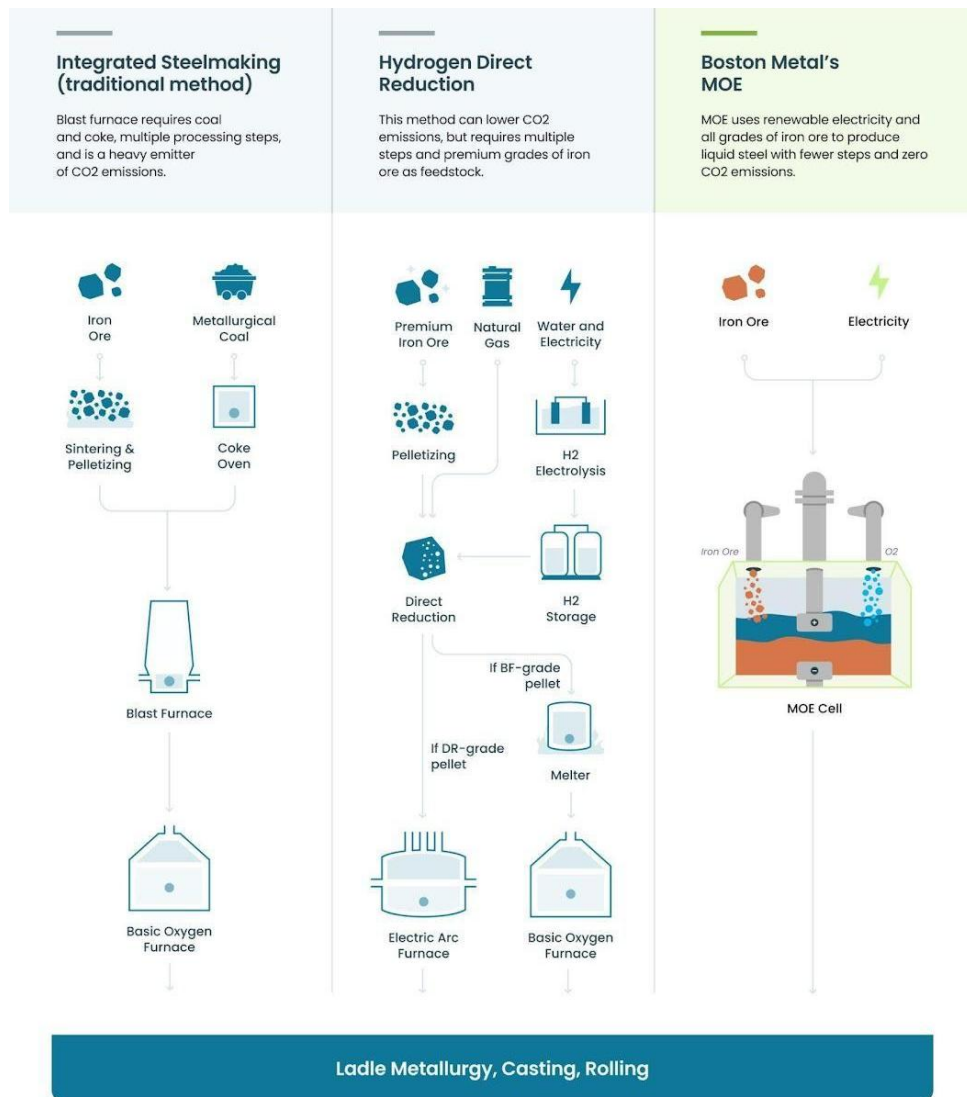 Integrated Steelmaking
(traditional method)
Blast furnace requires coal
and coke, multiple processing steps,
and is a heavy emitter
of CO2 emissions.
Iron
Ore
Metallurgical
Coal
Sintering &
Pelletizing
Coke
Oven
Blast Furnace
Basic Oxygen
Furnace
Hydrogen Direct
Reduction
This method can lower CO2
emissions, but requires multiple
steps and premium grades of iron
ore as feedstock.
Premium
Iron Ore
Natural
Gas
Water and
Electricity
Pelletizing
H2
Electrolysis
Direct
Reduction
H2
Storage
If BF-grade
pellet
If DR-grade
pellet
Melter
Electric Arc
Furnace
Basic Oxygen
Furnace
Boston Metal’s
MOE
MOE uses renewable electricity and
all grades of iron ore to produce
liquid steel with fewer steps and zero
CO2 emissions.
Iron Ore
Electricity
Iron Ore
O2
+
−
MOE Cell
Ladle Metallurgy, Casting, Rolling